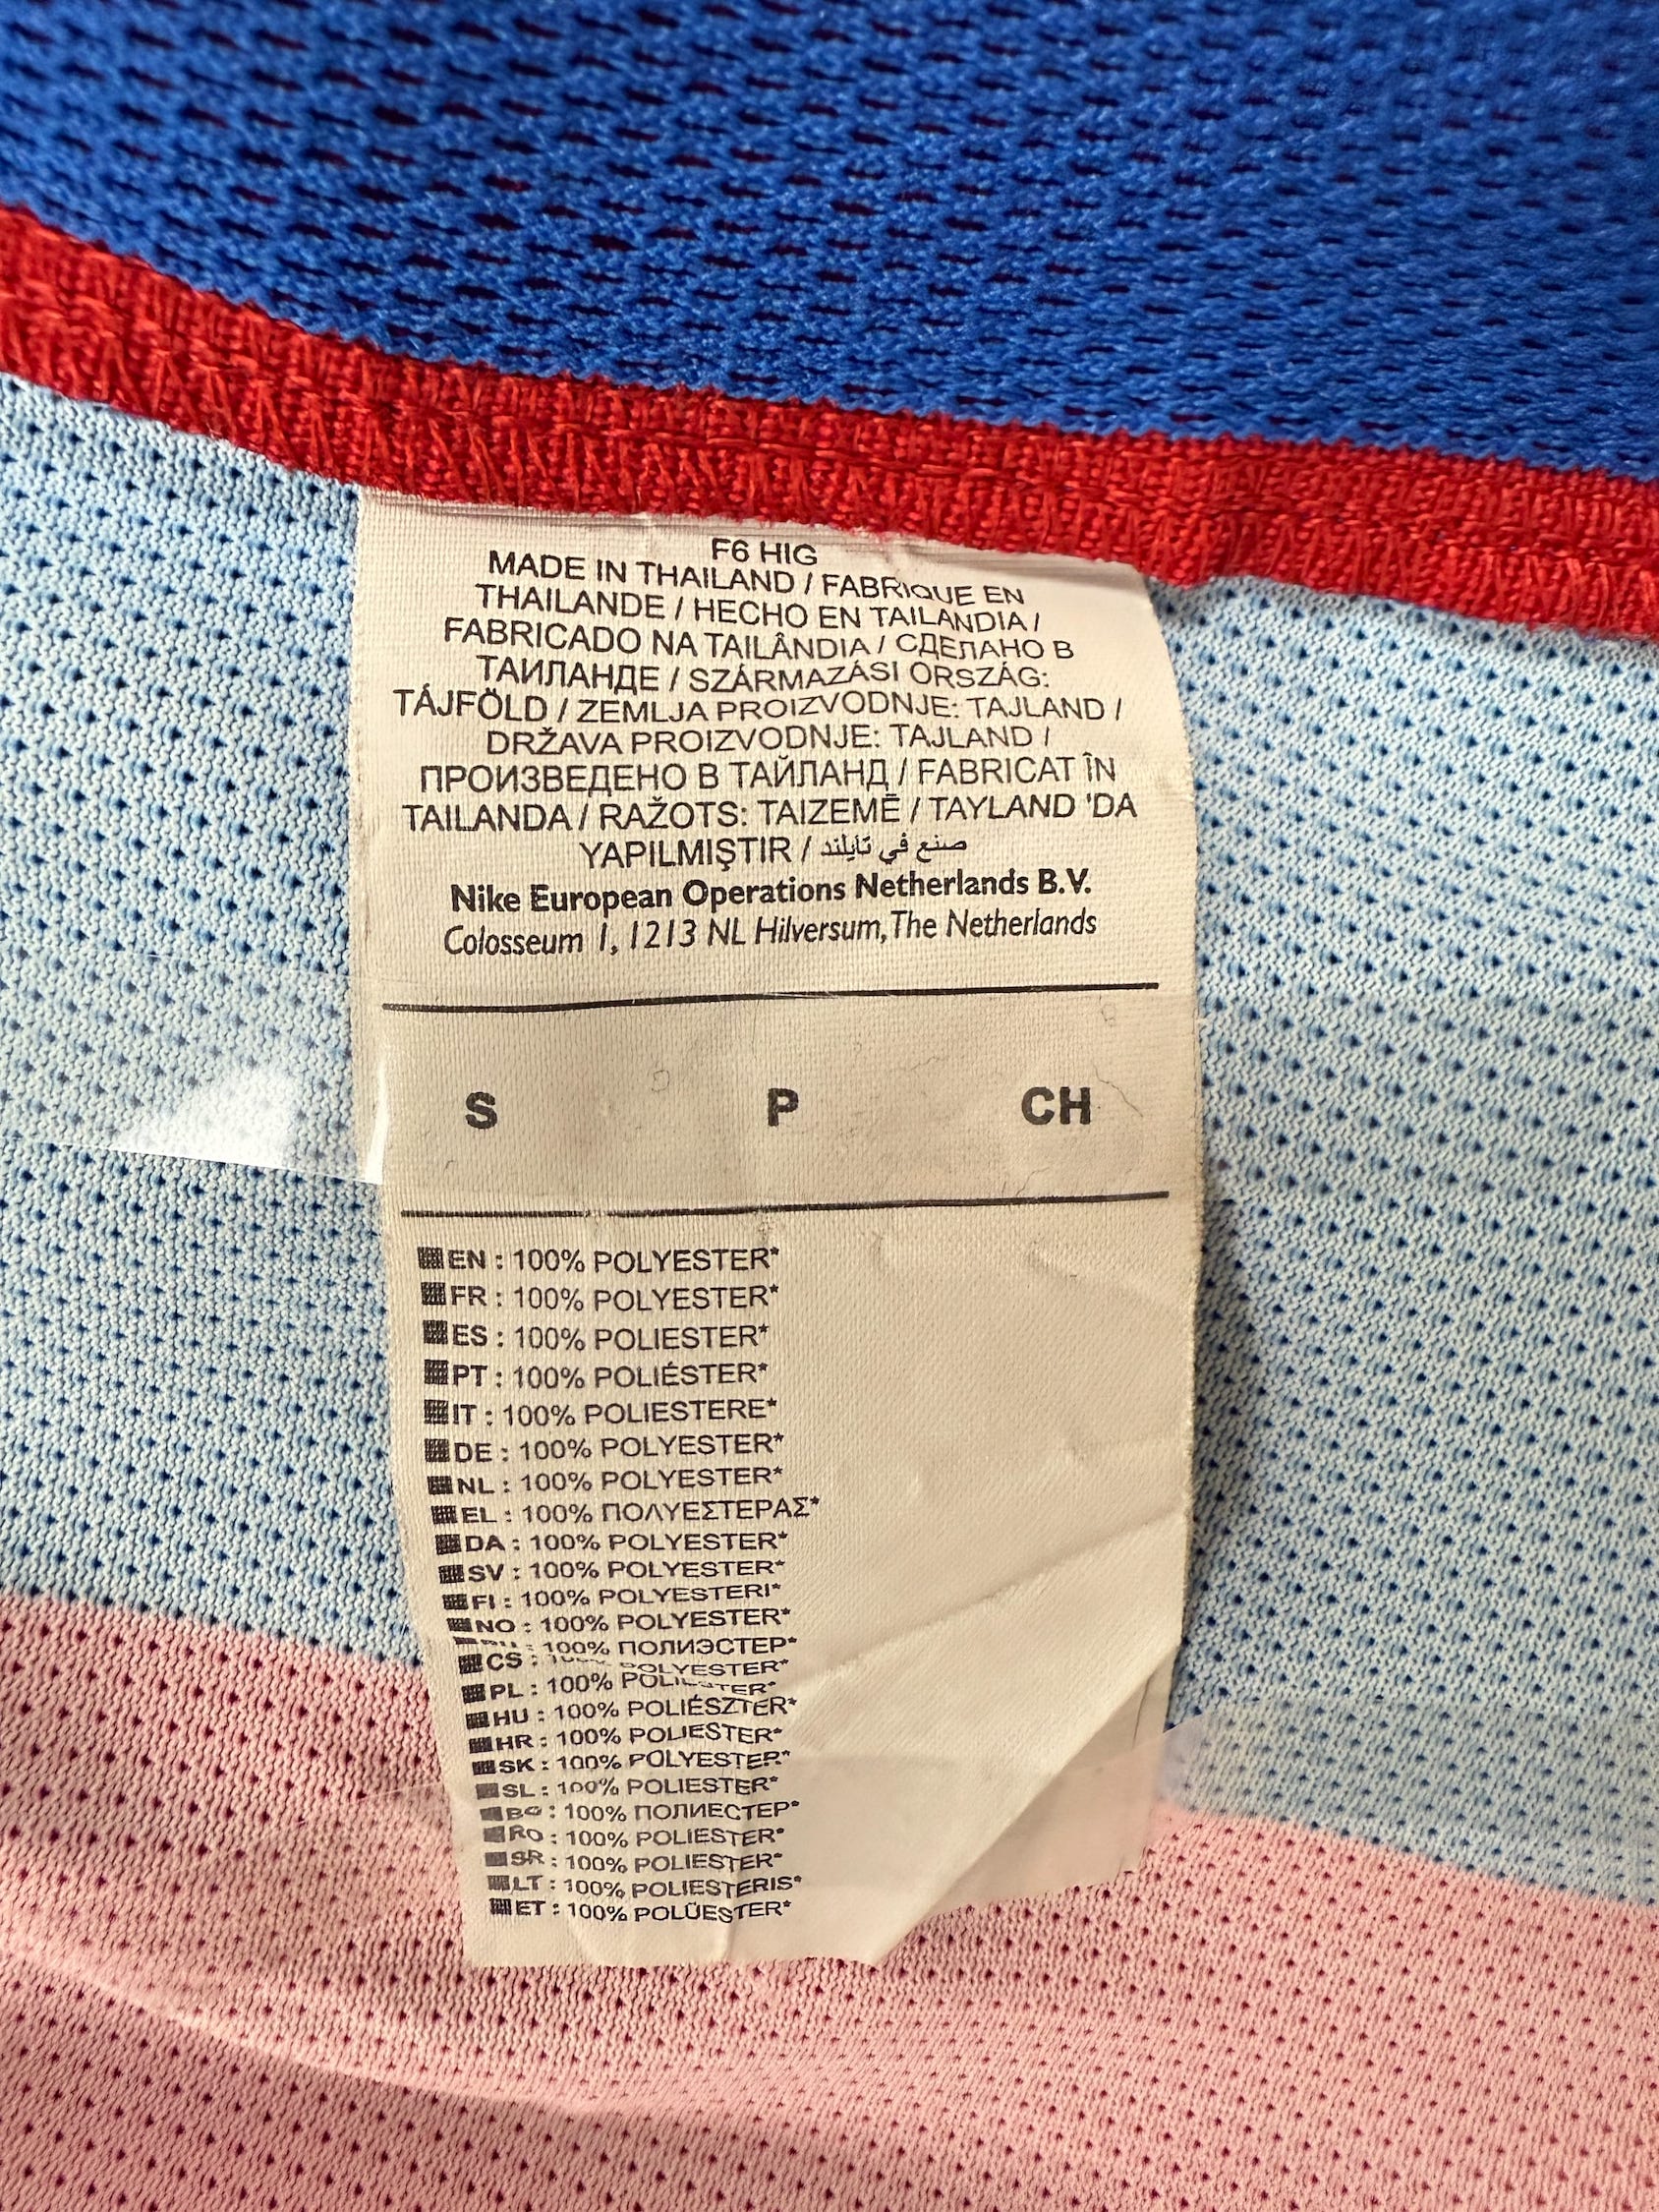 F6 HIG
MADE IN THAILAND / FABRIQUE EN
THAILANDE / HECHO EN TAILANDIA /
FABRICADO NA TAILÂNDIA / СДЕЛАНО В
ТАИЛАНДЕ / SZÁRMAZÁSI ORSZÁG:
TÁJFÖLD / ZEMLJA PROIZVODNJE: TAJLAND /
DRŽAVA PROIZVODNJE: TAJLAND /
ПРОИЗВЕДЕНО В ТАЙЛАНД / FABRICAT ÎN
TAILANDA / RAŽOTS: TAIZEMĒ / TAYLAND 'DA
YAPILMIŞTIR / صنع في تايلند
Nike European Operations Netherlands B.V.
Colosseum 1, 1213 NL Hilversum, The Netherlands
S P CH
EN : 100% POLYESTER*
FR : 100% POLYESTER*
ES : 100% POLIESTER*
PT : 100% POLIÉSTER*
IT : 100% POLIESTERE*
DE : 100% POLYESTER*
NL : 100% POLYESTER*
EL : 100% ΠΟΛΥΕΣΤΕΡΑΣ*
DA : 100% POLYESTER*
SV : 100% POLYESTER*
FI : 100% POLYESTERI*
NO : 100% POLYESTER*
: 100% ПОЛИЭСТЕР*
CS : POLYESTER*
PL : 100%
HU : 100% POLIÉSZTER*
HR : 100% POLIESTER*
SK : 100% POLYESTER*
SL : 100% POLIESTER*
BG : 100% ПОЛИЕСТЕР*
RO : 100% POLIESTER*
SR : 100% POLIESTER*
LT : 100% POLIESTERIS*
ET : 100% POLÜESTER*